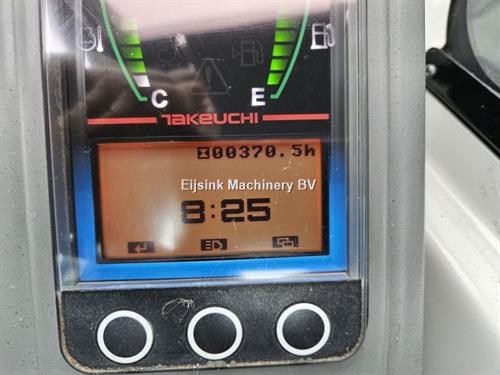 C E
TAKEUCHI
00370.5h
Eijsink Machinery BV
8:25